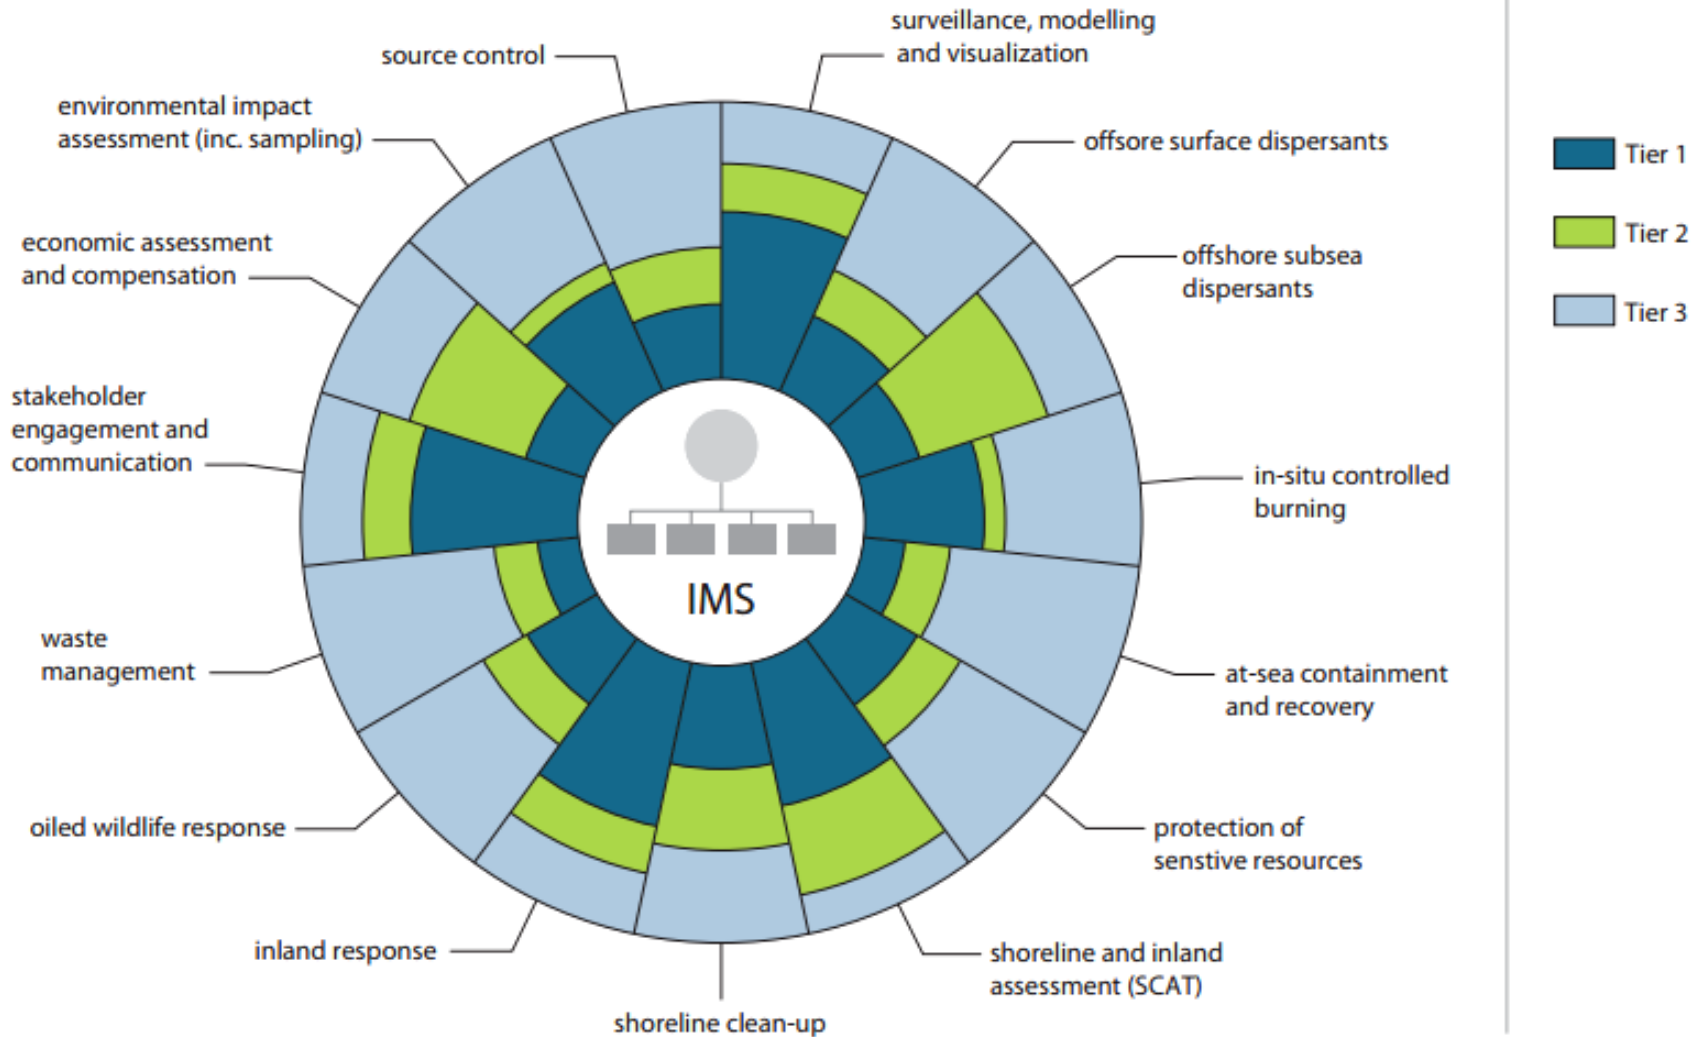 surveillance, modelling
and visualization
offsore surface dispersants
offshore subsea
dispersants
in-situ controlled
burning
at-sea containment
and recovery
protection of
senstive resources
shoreline and inland
assessment (SCAT)
shoreline clean-up
inland response
oiled wildlife response
waste
management
stakeholder
engagement and
communication
economic assessment
and compensation
environmental impact
assessment (inc. sampling)
source control
IMS
Tier 1
Tier 2
Tier 3